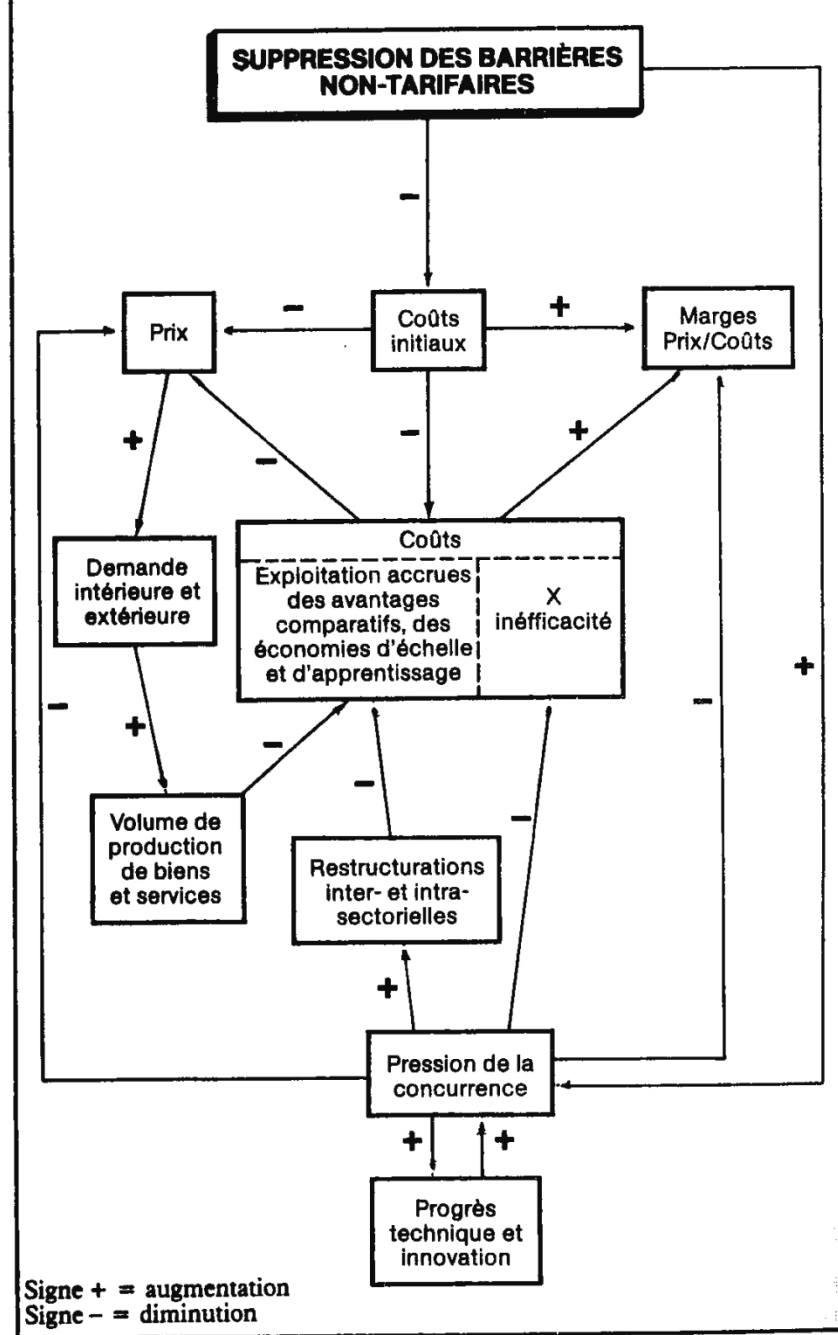 SUPPRESSION DES BARRIÈRES
NON-TARIFAIRES
–
Prix
–
Coûts
initiaux
+
Marges
Prix/Coûts
+
–
–
+
Demande
intérieure et
extérieure
Coûts
Exploitation accrues
des avantages
comparatifs, des
économies d'échelle
et d'apprentissage
X
inéfficacité
+
–
+
–
–
Volume de
production
de biens
et services
–
–
Restructurations
inter- et intra-
sectorielles
+
Pression de la
concurrence
+
+
Progrès
technique et
innovation
Signe + = augmentation
Signe – = diminution